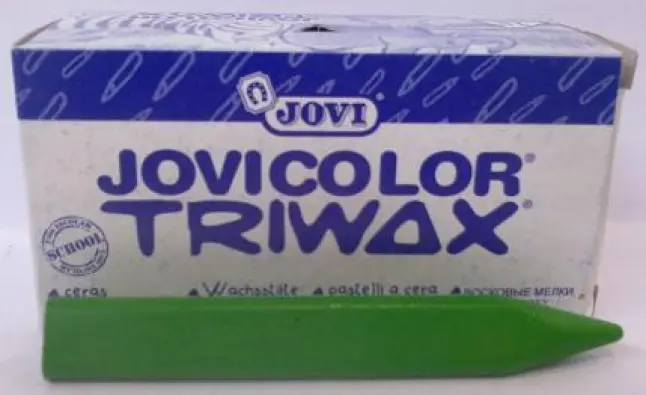 JOVI®
JOVICOLOR®
TRIWAX®
SCHOOL
ceras Wachsstifte pastelli a cera ВОСКОВЫЕ МЕЛКИ